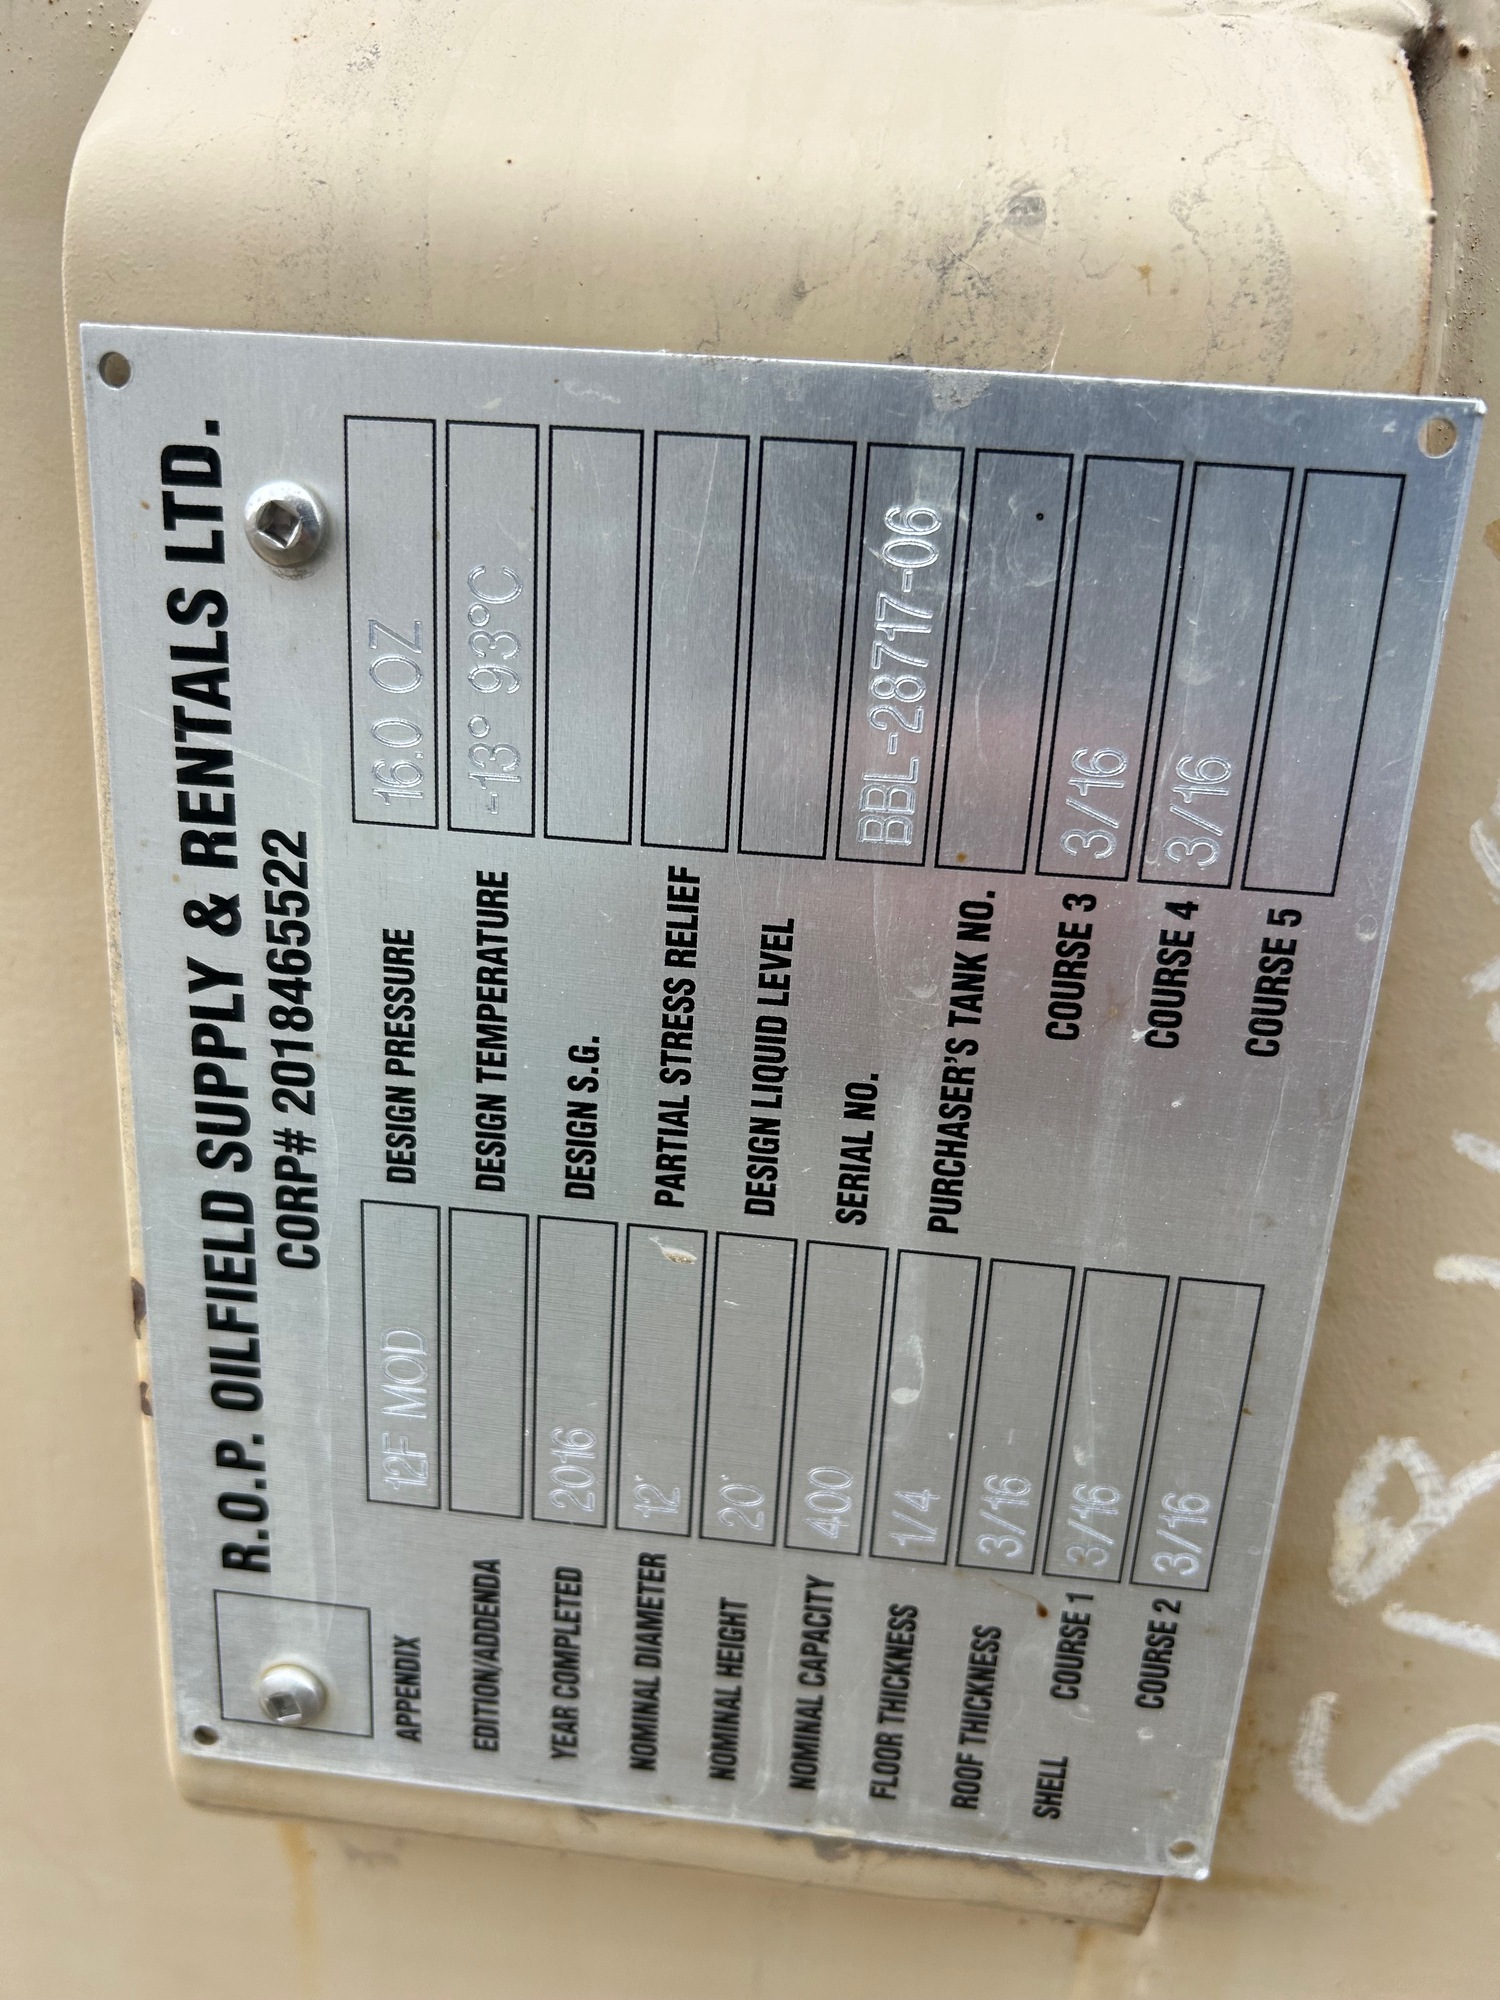 R.O.P. OILFIELD SUPPLY & RENTALS LTD.
CORP# 2018465522
APPENDIX 12F MOD DESIGN PRESSURE 16.0 OZ
EDITION/ADDENDA DESIGN TEMPERATURE -13° 93°C
YEAR COMPLETED 2016 DESIGN S.G.
NOMINAL DIAMETER 12' PARTIAL STRESS RELIEF
NOMINAL HEIGHT 20' DESIGN LIQUID LEVEL
NOMINAL CAPACITY 400 SERIAL NO. BBL-28717-06
FLOOR THICKNESS 1/4 PURCHASER'S TANK NO.
ROOF THICKNESS 3/16 COURSE 3 3/16
SHELL COURSE 1 3/16 COURSE 4 3/16
COURSE 2 3/16 COURSE 5